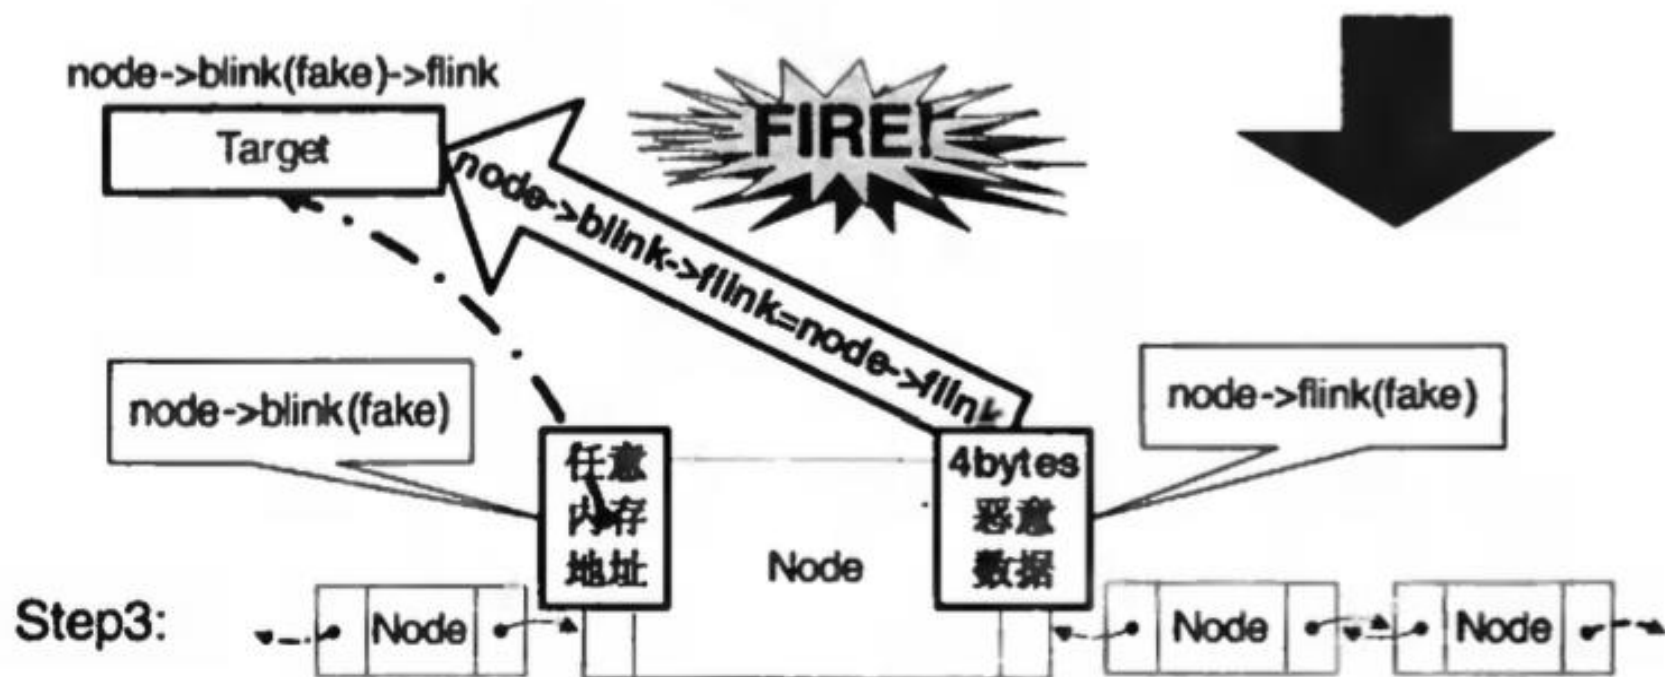 node->blink(fake)->flink
Target
FIRE!
node->blink->flink=node->flink
node->blink(fake)
node->flink(fake)
任意
内存
地址
4bytes
恶意
数据
Node
Step3:
Node
Node
Node